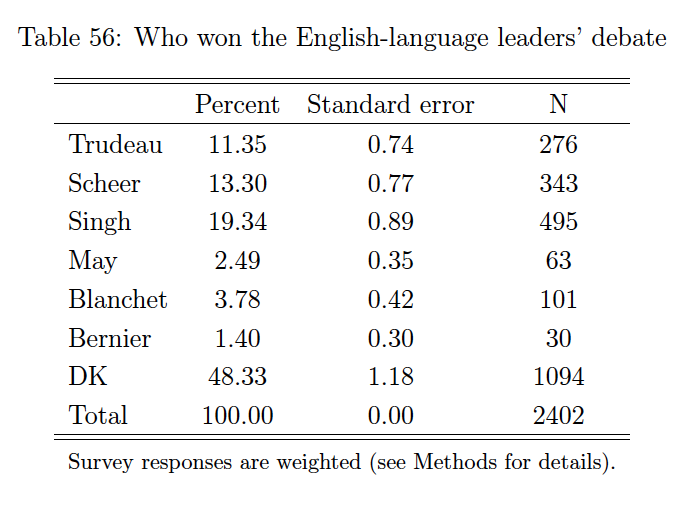 Table 56: Who won the English-language leaders' debate
Percent Standard error N
Trudeau 11.35 0.74 276
Scheer 13.30 0.77 343
Singh 19.34 0.89 495
May 2.49 0.35 63
Blanchet 3.78 0.42 101
Bernier 1.40 0.30 30
DK 48.33 1.18 1094
Total 100.00 0.00 2402
Survey responses are weighted (see Methods for details).